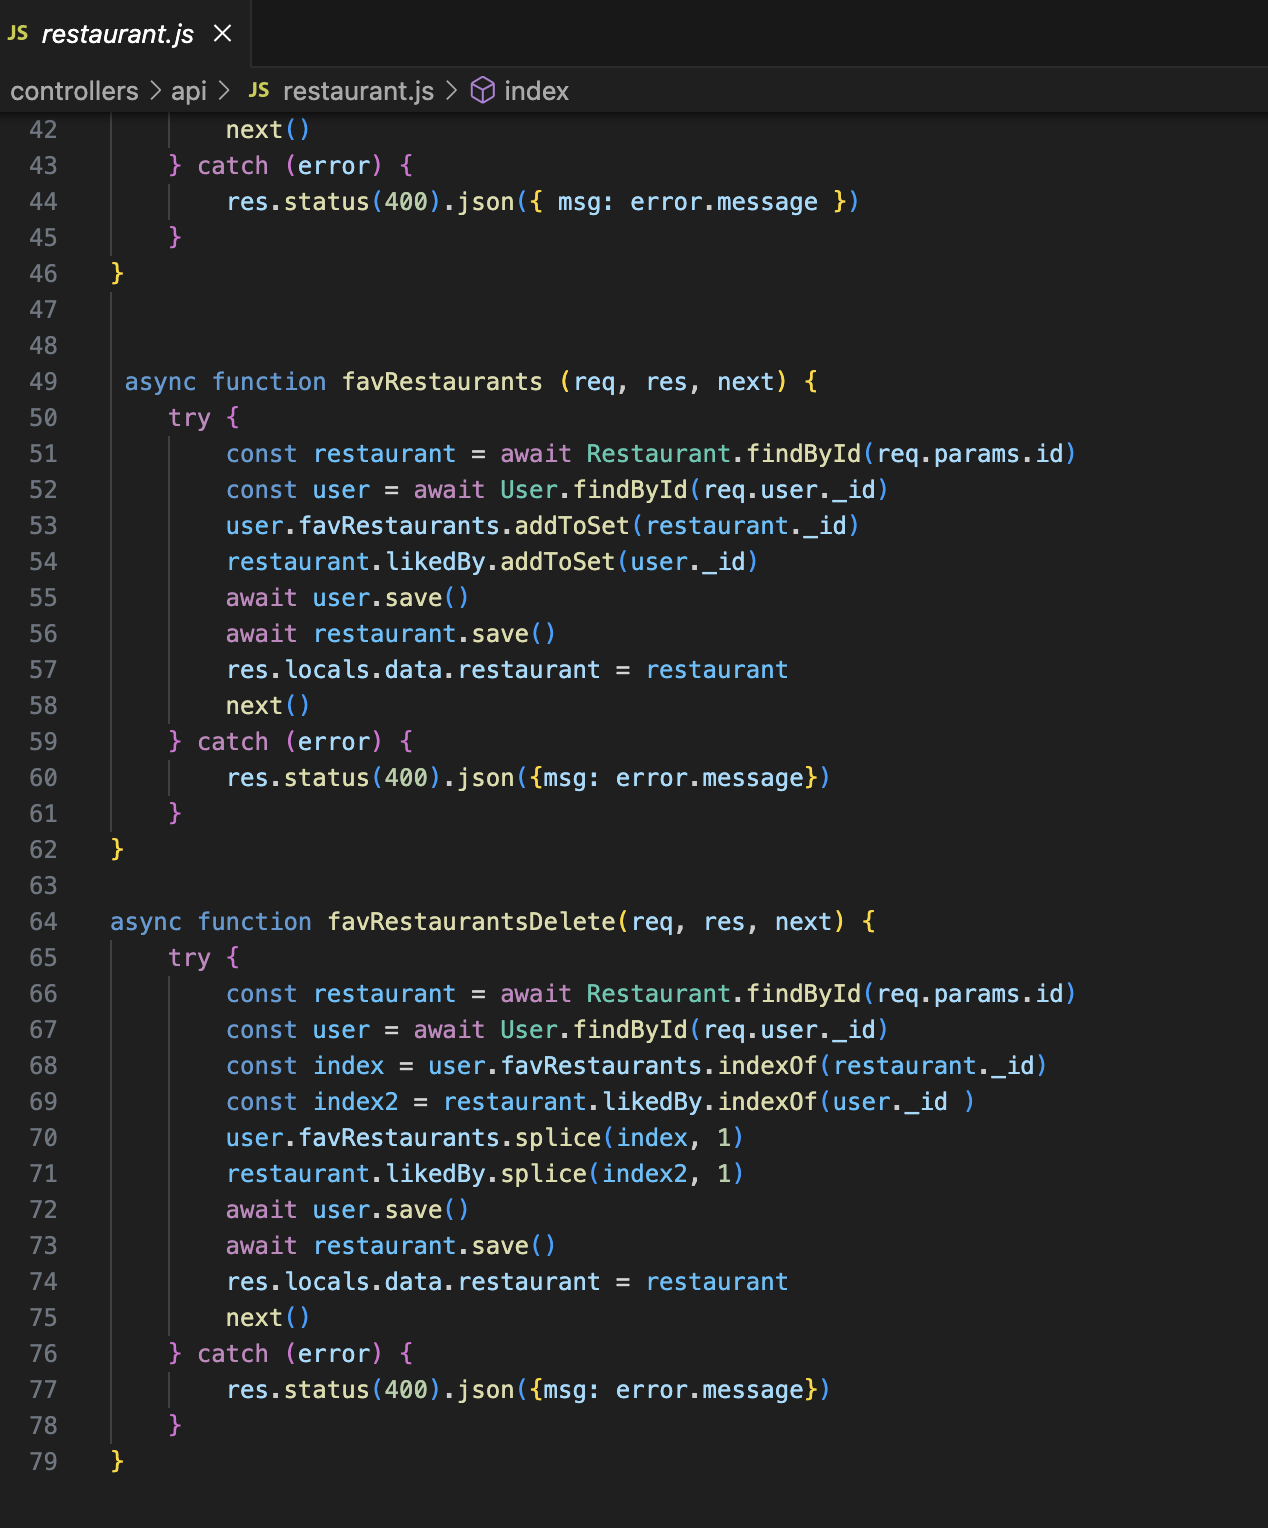 JS restaurant.js ×
controllers > api > JS restaurant.js > index
42 next()
43 } catch (error) {
44 res.status(400).json({ msg: error.message })
45 }
46 }
47
48
49 async function favRestaurants (req, res, next) {
50 try {
51 const restaurant = await Restaurant.findById(req.params.id)
52 const user = await User.findById(req.user._id)
53 user.favRestaurants.addToSet(restaurant._id)
54 restaurant.likedBy.addToSet(user._id)
55 await user.save()
56 await restaurant.save()
57 res.locals.data.restaurant = restaurant
58 next()
59 } catch (error) {
60 res.status(400).json({msg: error.message})
61 }
62 }
63
64 async function favRestaurantsDelete(req, res, next) {
65 try {
66 const restaurant = await Restaurant.findById(req.params.id)
67 const user = await User.findById(req.user._id)
68 const index = user.favRestaurants.indexOf(restaurant._id)
69 const index2 = restaurant.likedBy.indexOf(user._id )
70 user.favRestaurants.splice(index, 1)
71 restaurant.likedBy.splice(index2, 1)
72 await user.save()
73 await restaurant.save()
74 res.locals.data.restaurant = restaurant
75 next()
76 } catch (error) {
77 res.status(400).json({msg: error.message})
78 }
79 }